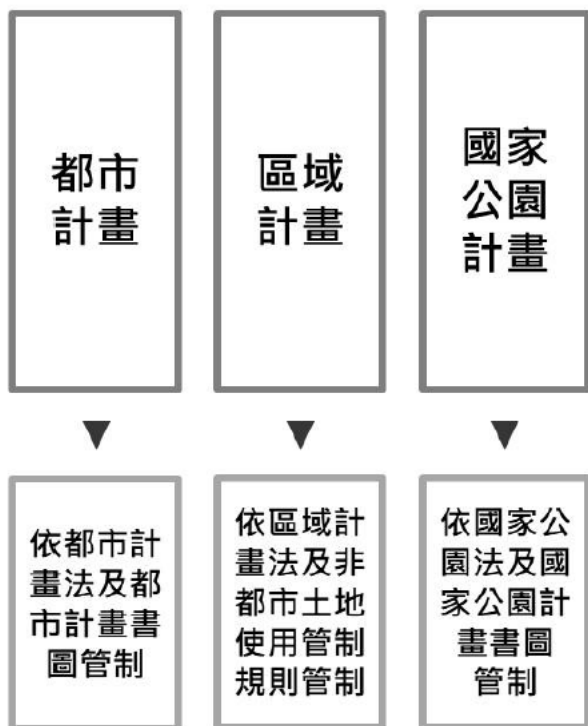 都市
計畫
區域
計畫
國家
公園
計畫
依都市計
畫法及都
市計畫書
圖管制
依區域計
畫法及非
都市土地
使用管制
規則管制
依國家公
園法及國
家公園計
畫書圖
管制